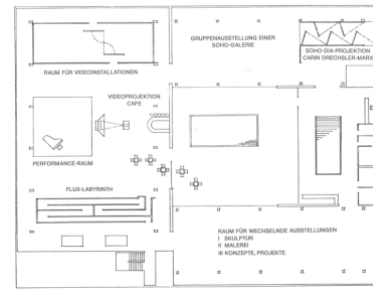 GRUPPENAUSSTELLUNG EINER
SOHO-GALERIE
SOHO-DIA-PROJEKTION
CARIN DRECHSLER-MARX
RAUM FÜR VIDEOINSTALLATIONEN
VIDEOPROJEKTION
CAFE
PERFORMANCE-RAUM
FLUX-LABYRINTH
RAUM FÜR WECHSELNDE AUSSTELLUNGEN
I SKULPTUR
II MALEREI
III KONZEPTE, PROJEKTE